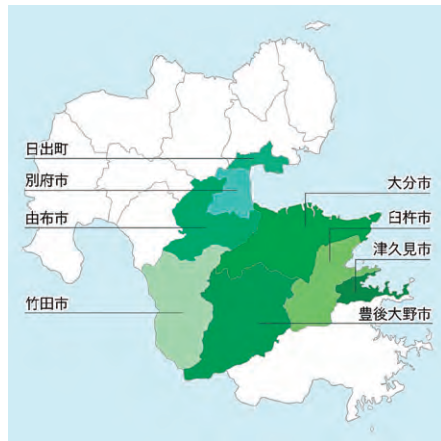 日出町
別府市
由布市
竹田市
大分市
臼杵市
津久見市
豊後大野市